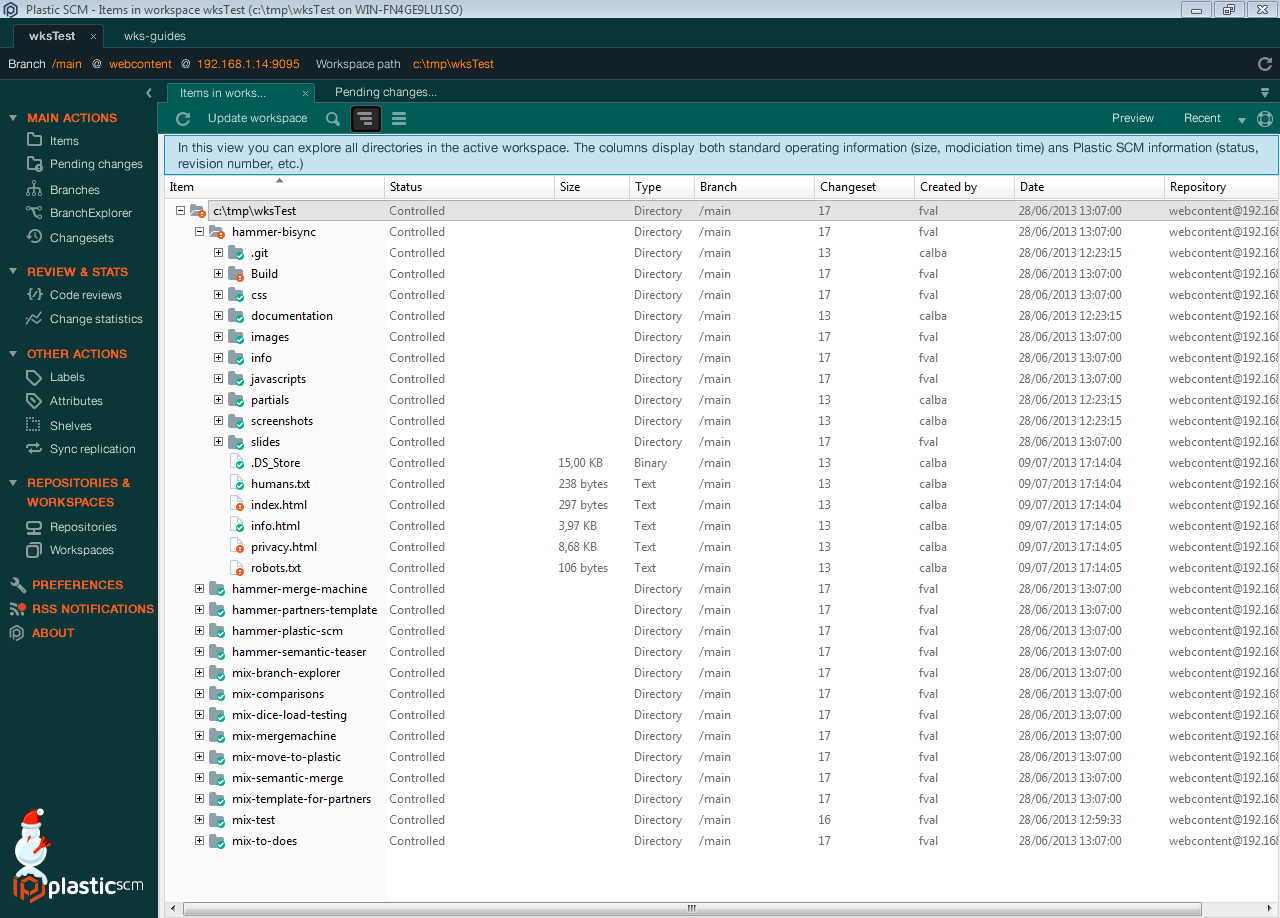 Plastic SCM - Items in workspace wksTest (c:\tmp\wksTest on WIN-FN4GE9LU1SO)
wksTest × wks-guides
Branch /main @ webcontent @ 192.168.1.14:9095 Workspace path c:\tmp\wksTest
Items in works... × Pending changes...
Update workspace Preview Recent
In this view you can explore all directories in the active workspace. The columns display both standard operating information (size, modiciation time) ans Plastic SCM information (status,
revision number, etc.)
MAIN ACTIONS
Items
Pending changes
Branches
BranchExplorer
Changesets
REVIEW & STATS
Code reviews
Change statistics
OTHER ACTIONS
Labels
Attributes
Shelves
Sync replication
REPOSITORIES &
WORKSPACES
Repositories
Workspaces
PREFERENCES
RSS NOTIFICATIONS
ABOUT
plasticscm
Item Status Size Type Branch Changeset Created by Date Repository
c:\tmp\wksTest Controlled Directory /main 17 fval 28/06/2013 13:07:00 webcontent@192.168
hammer-bisync Controlled Directory /main 17 fval 28/06/2013 13:07:00 webcontent@192.168
.git Controlled Directory /main 13 calba 28/06/2013 12:23:15 webcontent@192.168
Build Controlled Directory /main 17 fval 28/06/2013 13:07:00 webcontent@192.168
css Controlled Directory /main 17 fval 28/06/2013 13:07:00 webcontent@192.168
documentation Controlled Directory /main 13 calba 28/06/2013 12:23:15 webcontent@192.168
images Controlled Directory /main 17 fval 28/06/2013 13:07:00 webcontent@192.168
info Controlled Directory /main 17 fval 28/06/2013 13:07:00 webcontent@192.168
javascripts Controlled Directory /main 17 fval 28/06/2013 13:07:00 webcontent@192.168
partials Controlled Directory /main 13 calba 28/06/2013 12:23:15 webcontent@192.168
screenshots Controlled Directory /main 13 calba 28/06/2013 12:23:15 webcontent@192.168
slides Controlled Directory /main 17 fval 28/06/2013 13:07:00 webcontent@192.168
.DS_Store Controlled 15,00 KB Binary /main 13 calba 09/07/2013 17:14:04 webcontent@192.168
humans.txt Controlled 238 bytes Text /main 13 calba 09/07/2013 17:14:04 webcontent@192.168
index.html Controlled 297 bytes Text /main 13 calba 09/07/2013 17:14:04 webcontent@192.168
info.html Controlled 3,97 KB Text /main 13 calba 09/07/2013 17:14:05 webcontent@192.168
privacy.html Controlled 8,68 KB Text /main 13 calba 09/07/2013 17:14:05 webcontent@192.168
robots.txt Controlled 106 bytes Text /main 13 calba 09/07/2013 17:14:05 webcontent@192.168
hammer-merge-machine Controlled Directory /main 17 fval 28/06/2013 13:07:00 webcontent@192.168
hammer-partners-template Controlled Directory /main 17 fval 28/06/2013 13:07:00 webcontent@192.168
hammer-plastic-scm Controlled Directory /main 17 fval 28/06/2013 13:07:00 webcontent@192.168
hammer-semantic-teaser Controlled Directory /main 17 fval 28/06/2013 13:07:00 webcontent@192.168
mix-branch-explorer Controlled Directory /main 17 fval 28/06/2013 13:07:00 webcontent@192.168
mix-comparisons Controlled Directory /main 17 fval 28/06/2013 13:07:00 webcontent@192.168
mix-dice-load-testing Controlled Directory /main 17 fval 28/06/2013 13:07:00 webcontent@192.168
mix-mergemachine Controlled Directory /main 17 fval 28/06/2013 13:07:00 webcontent@192.168
mix-move-to-plastic Controlled Directory /main 17 fval 28/06/2013 13:07:00 webcontent@192.168
mix-semantic-merge Controlled Directory /main 17 fval 28/06/2013 13:07:00 webcontent@192.168
mix-template-for-partners Controlled Directory /main 17 fval 28/06/2013 13:07:00 webcontent@192.168
mix-test Controlled Directory /main 16 fval 28/06/2013 12:59:33 webcontent@192.168
mix-to-does Controlled Directory /main 17 fval 28/06/2013 13:07:00 webcontent@192.168